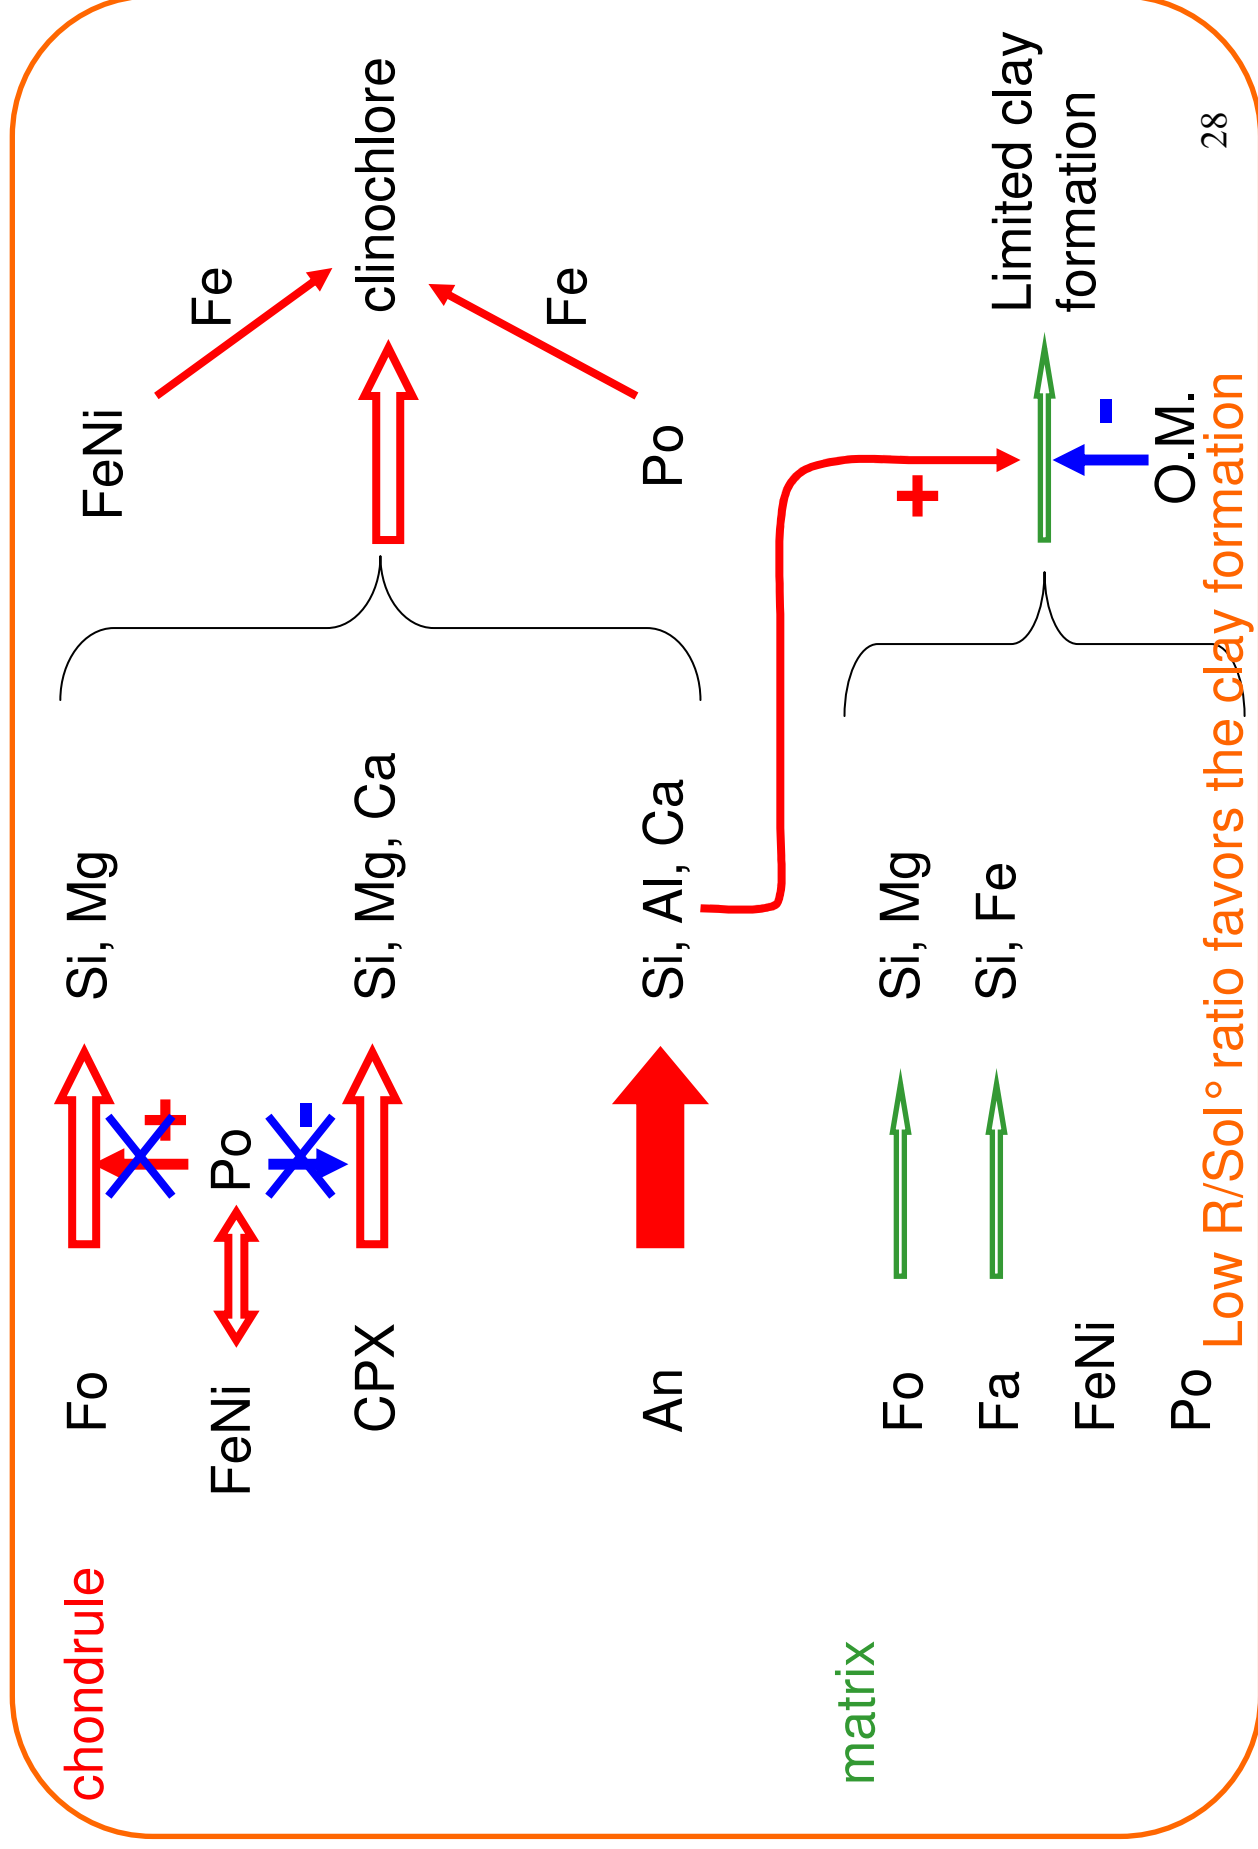 chondrule
Fo
Si, Mg
+
FeNi
Po
-
CPX
Si, Mg, Ca
An
Si, Al, Ca
FeNi
Fe
clinochlore
Fe
Po
matrix
Fo
Si, Mg
Fa
Si, Fe
FeNi
Po
+
Limited clay
formation
-
O.M.
Low R/Sol° ratio favors the clay formation
28